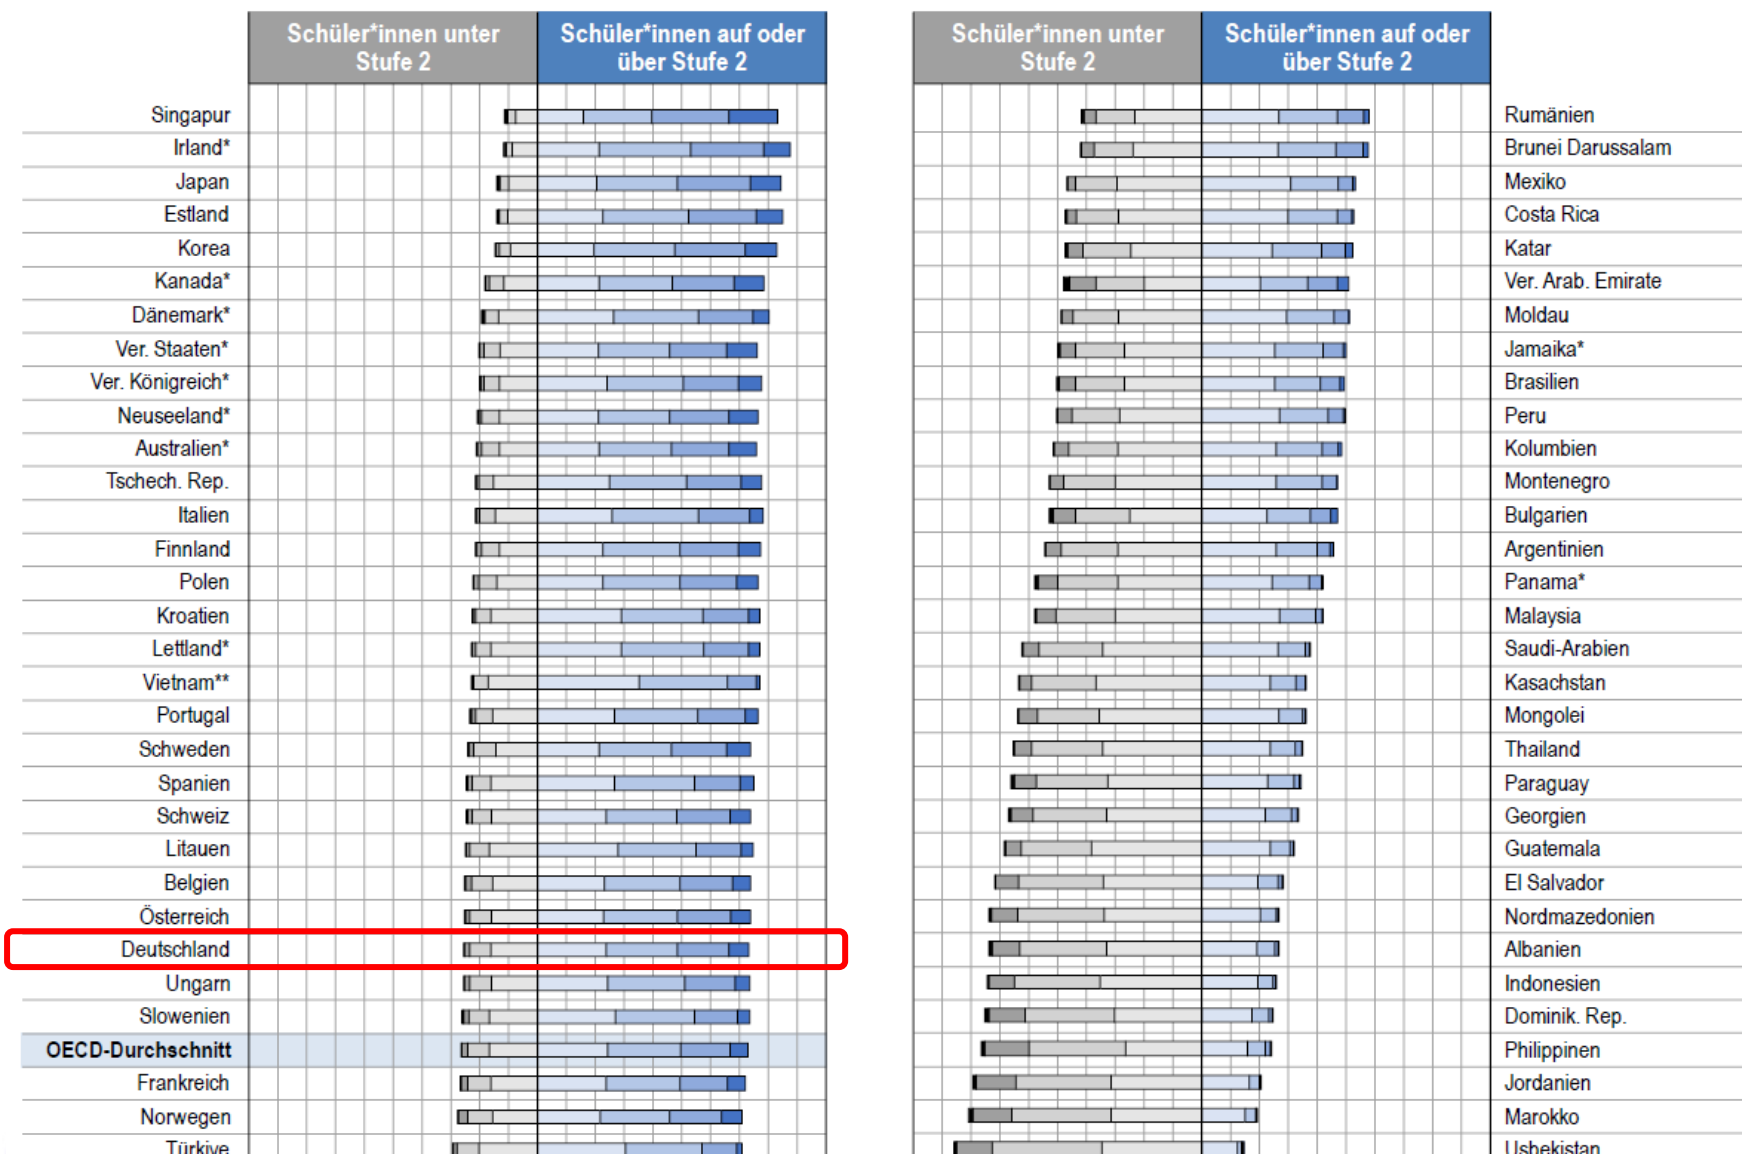 Schüler*innen unter
Stufe 2
Schüler*innen auf oder
über Stufe 2
Singapur
Irland*
Japan
Estland
Korea
Kanada*
Dänemark*
Ver. Staaten*
Ver. Königreich*
Neuseeland*
Australien*
Tschech. Rep.
Italien
Finnland
Polen
Kroatien
Lettland*
Vietnam**
Portugal
Schweden
Spanien
Schweiz
Litauen
Belgien
Österreich
Deutschland
Ungarn
Slowenien
OECD-Durchschnitt
Frankreich
Norwegen
Türkiye
Schüler*innen unter
Stufe 2
Schüler*innen auf oder
über Stufe 2
Rumänien
Brunei Darussalam
Mexiko
Costa Rica
Katar
Ver. Arab. Emirate
Moldau
Jamaika*
Brasilien
Peru
Kolumbien
Montenegro
Bulgarien
Argentinien
Panama*
Malaysia
Saudi-Arabien
Kasachstan
Mongolei
Thailand
Paraguay
Georgien
Guatemala
El Salvador
Nordmazedonien
Albanien
Indonesien
Dominik. Rep.
Philippinen
Jordanien
Marokko
Usbekistan